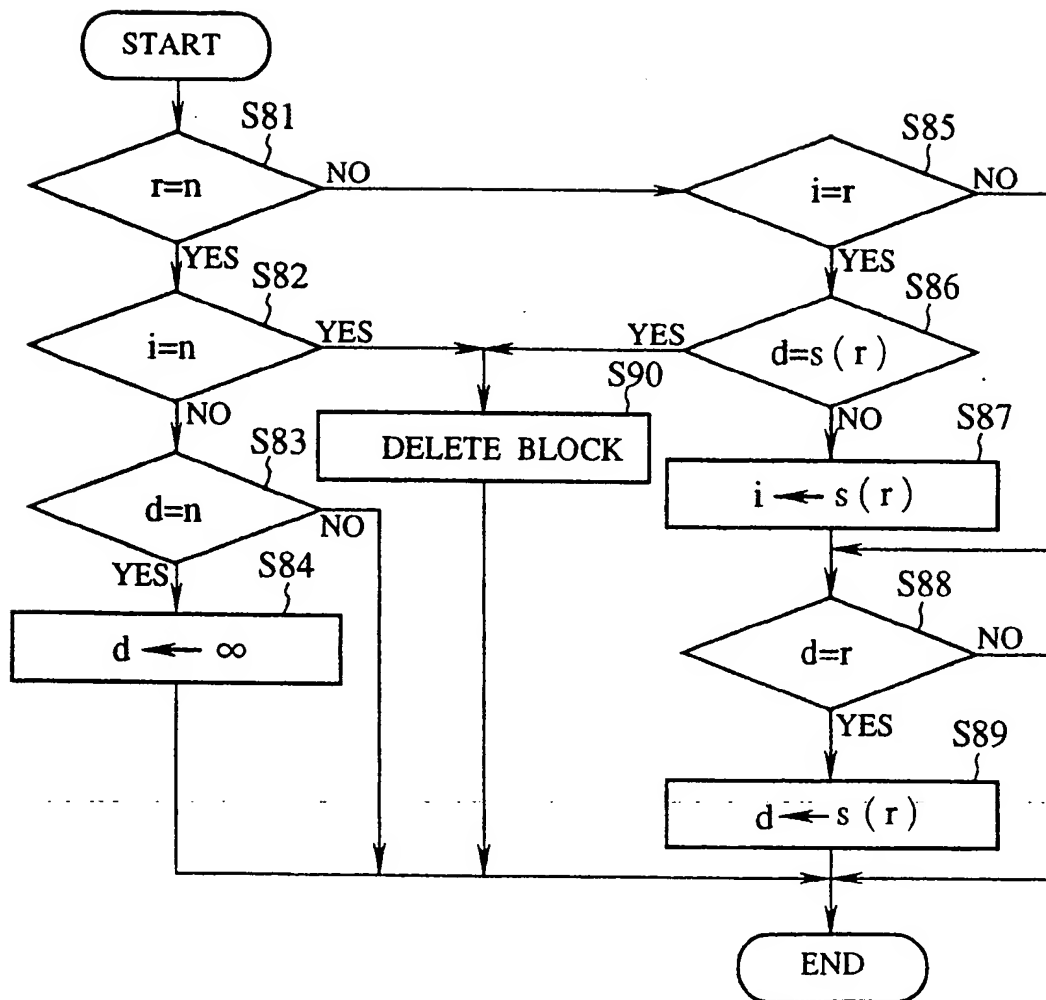 START
S81
r=n
NO
YES
S85
i=r
NO
YES
S82
i=n
YES
NO
S86
d=s(r)
YES
NO
S90
DELETE BLOCK
S83
d=n
NO
YES
S87
i ← s(r)
S84
d ← ∞
S88
d=r
NO
YES
S89
d ← s(r)
END